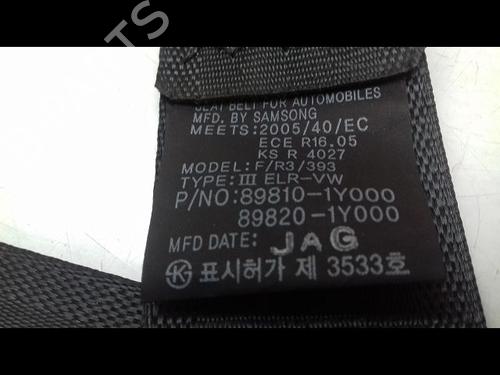 SEAT BELT FOR AUTOMOBILES
MFD. BY SAMSONG
MEETS:2005/40/EC
ECE R16.05
KS R 4027
MODEL: F/R3/393
TYPE: III ELR-VW
P/NO:89810-1Y000
89820-1Y000
MFD DATE: JAG
표시허가 제 3533호